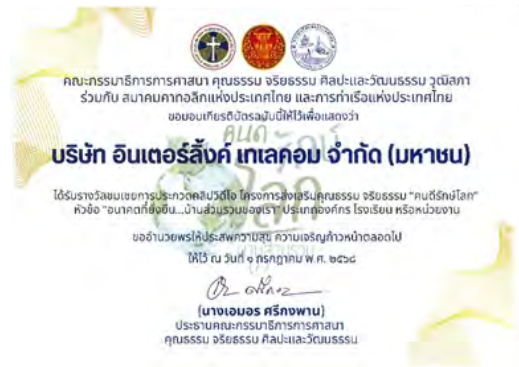 คณะกรรมาธิการการศาสนา คุณธรรม จริยธรรม ศิลปะและวัฒนธรรม วุฒิสภา
ร่วมกับ สมาคมคาทอลิกแห่งประเทศไทย และการท่าเรือแห่งประเทศไทย
ขอมอบเกียรติบัตรฉบับนี้ให้ไว้เพื่อแสดงว่า
บริษัท อินเตอร์ลิ้งค์ เทเลคอม จำกัด (มหาชน)
ได้รับรางวัลชมเชยการประกวดคลิปวิดีโอ โครงการส่งเสริมคุณธรรม จริยธรรม "คนดีรักษ์โลก"
หัวข้อ "อนาคตที่ยั่งยืน...บ้านส่วนรวมของเรา" ประเภทองค์กร โรงเรียน หรือหน่วยงาน
ขออำนวยพรให้ประสพความสุข ความเจริญก้าวหน้าตลอดไป
ให้ไว้ ณ วันที่ ๑ กรกฎาคม พ.ศ. ๒๕๖๘
(นางเอมอร ศรีกงพาน)
ประธานคณะกรรมาธิการการศาสนา
คุณธรรม จริยธรรม ศิลปะและวัฒนธรรม